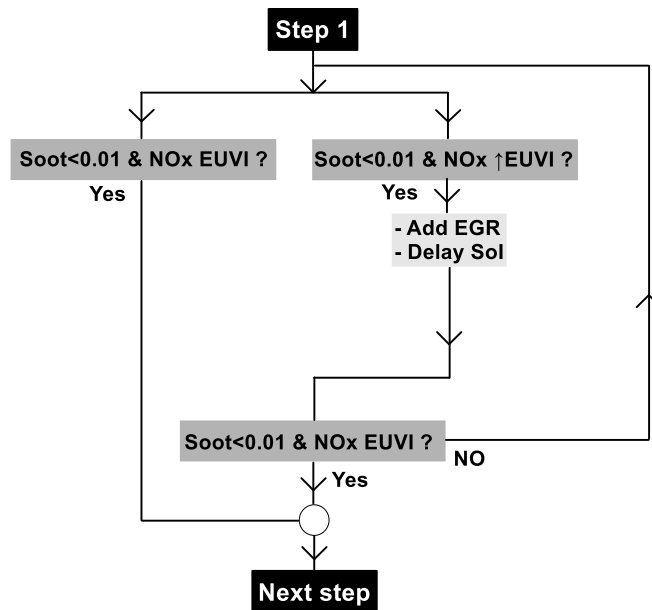 Step 1
Soot<0.01 & NOx EUVI ?
Soot<0.01 & NOx ↑EUVI ?
Yes
Yes
- Add EGR
- Delay SoI
Soot<0.01 & NOx EUVI ?
NO
Yes
Next step